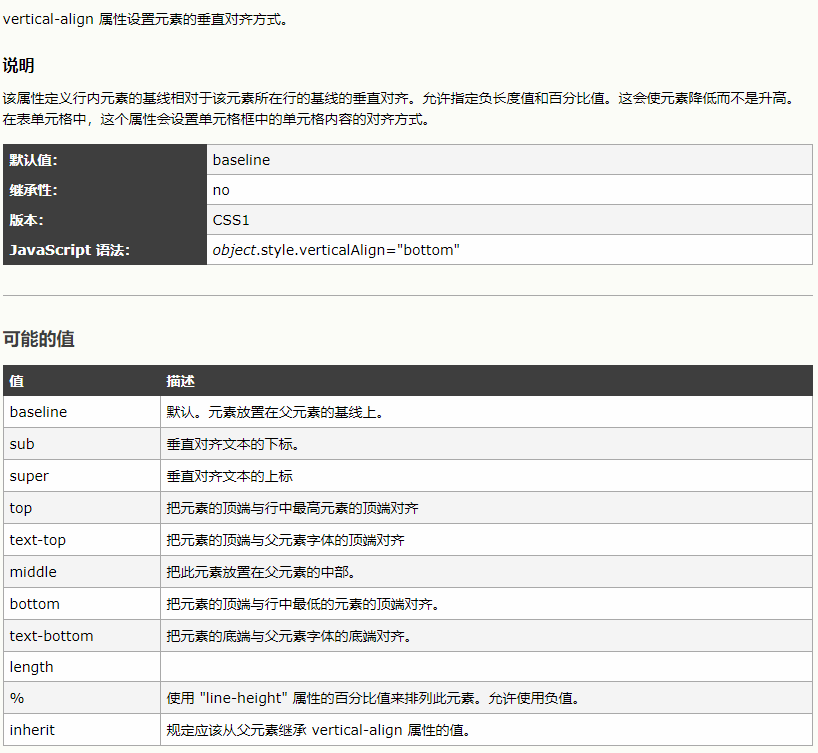 vertical-align 属性设置元素的垂直对齐方式。
说明
该属性定义行内元素的基线相对于该元素所在行的基线的垂直对齐。允许指定负长度值和百分比值。这会使元素降低而不是升高。
在表单元格中，这个属性会设置单元格框中的单元格内容的对齐方式。
默认值： baseline
继承性： no
版本： CSS1
JavaScript 语法： object.style.verticalAlign="bottom"
可能的值
值 描述
baseline 默认。元素放置在父元素的基线上。
sub 垂直对齐文本的下标。
super 垂直对齐文本的上标
top 把元素的顶端与行中最高元素的顶端对齐
text-top 把元素的顶端与父元素字体的顶端对齐
middle 把此元素放置在父元素的中部。
bottom 把元素的顶端与行中最低的元素的顶端对齐。
text-bottom 把元素的底端与父元素字体的底端对齐。
length
% 使用 "line-height" 属性的百分比值来排列此元素。允许使用负值。
inherit 规定应该从父元素继承 vertical-align 属性的值。